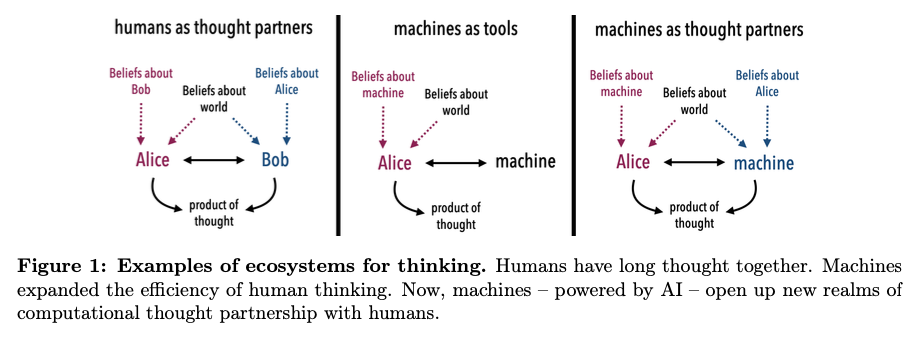 humans as thought partners
Beliefs about
Bob
Beliefs about
world
Beliefs about
Alice
Alice
Bob
product of
thought
machines as tools
Beliefs about
machine
Beliefs about
world
Alice
machine
product of
thought
machines as thought partners
Beliefs about
machine
Beliefs about
world
Beliefs about
Alice
Alice
machine
product of
thought
Figure 1: Examples of ecosystems for thinking. Humans have long thought together. Machines
expanded the efficiency of human thinking. Now, machines – powered by AI – open up new realms of
computational thought partnership with humans.